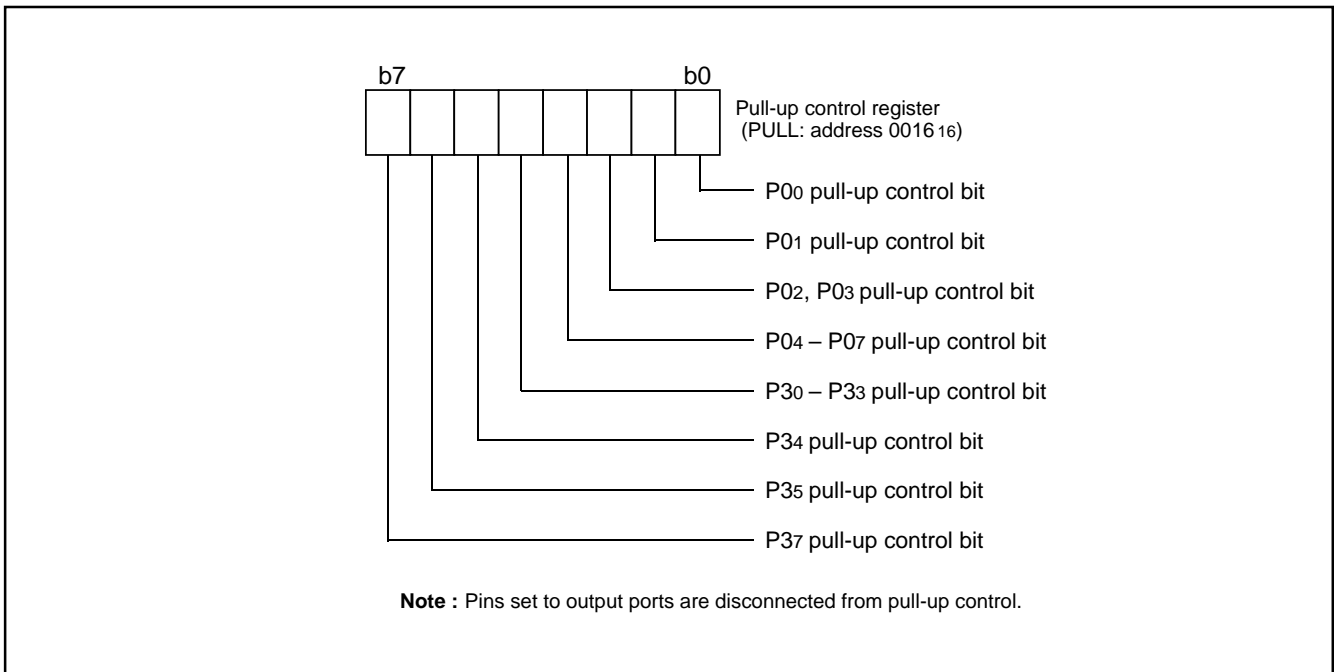 b7 b0
Pull-up control register
(PULL: address 001616)
P00 pull-up control bit
P01 pull-up control bit
P02, P03 pull-up control bit
P04 – P07 pull-up control bit
P30 – P33 pull-up control bit
P34 pull-up control bit
P35 pull-up control bit
P37 pull-up control bit
Note : Pins set to output ports are disconnected from pull-up control.